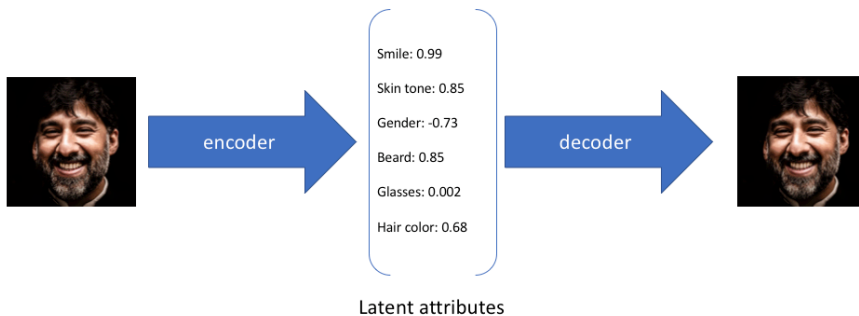 encoder
Smile: 0.99
Skin tone: 0.85
Gender: -0.73
Beard: 0.85
Glasses: 0.002
Hair color: 0.68
decoder
Latent attributes